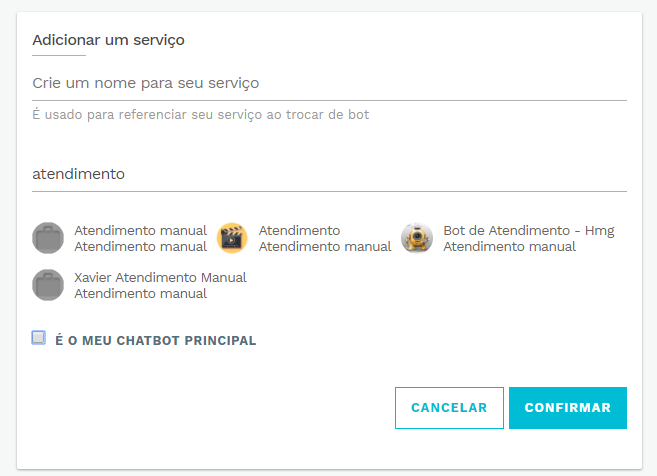 Adicionar um serviço
Crie um nome para seu serviço
É usado para referenciar seu serviço ao trocar de bot
atendimento
Atendimento manual
Atendimento manual
Atendimento
Atendimento manual
Bot de Atendimento - Hmg
Atendimento manual
Xavier Atendimento Manual
Atendimento manual
É O MEU CHATBOT PRINCIPAL
CANCELAR
CONFIRMAR